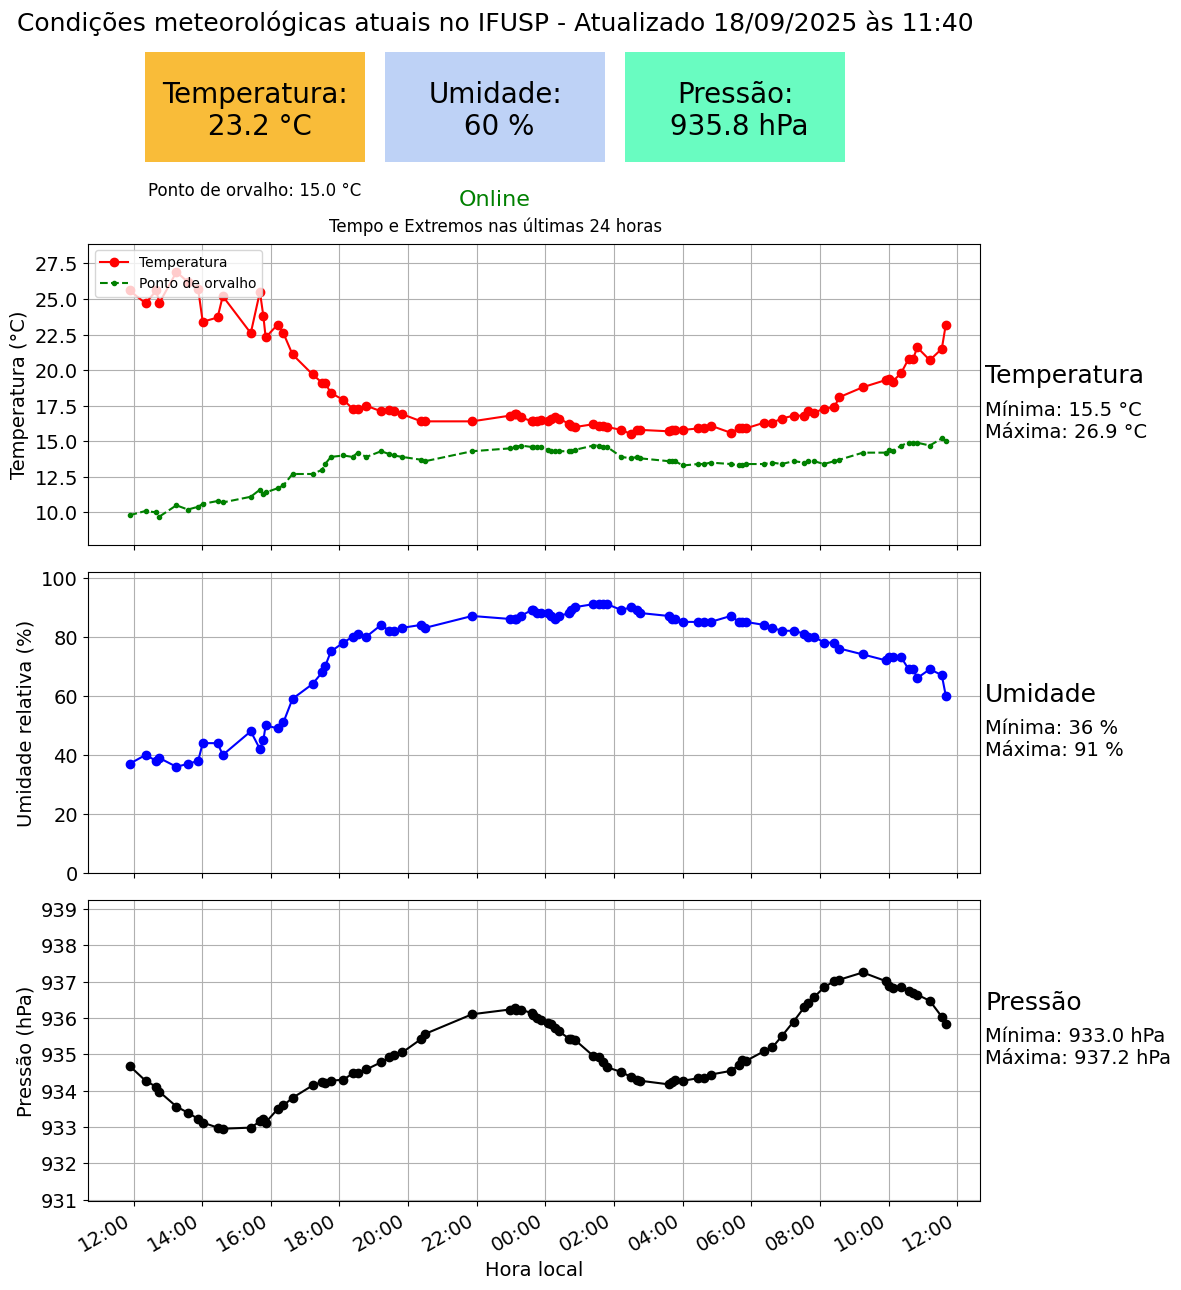 Condições meteorológicas atuais no IFUSP - Atualizado 18/09/2025 às 11:40
Temperatura:
23.2 °C
Umidade:
60 %
Pressão:
935.8 hPa
Ponto de orvalho: 15.0 °C
Online
Tempo e Extremos nas últimas 24 horas
Temperatura (°C)
27.5
25.0
22.5
20.0
17.5
15.0
12.5
10.0
Temperatura
Ponto de orvalho
Temperatura
Mínima: 15.5 °C
Máxima: 26.9 °C
Umidade relativa (%)
100
80
60
40
20
0
Umidade
Mínima: 36 %
Máxima: 91 %
Pressão (hPa)
939
938
937
936
935
934
933
932
931
Pressão
Mínima: 933.0 hPa
Máxima: 937.2 hPa
12:00 14:00 16:00 18:00 20:00 22:00 00:00 02:00 04:00 06:00 08:00 10:00 12:00
Hora local